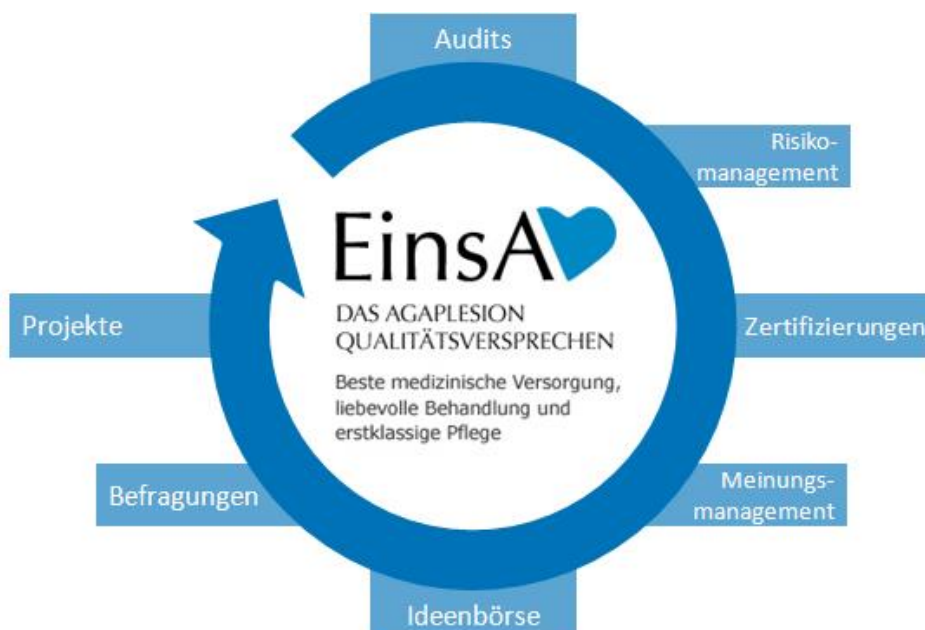 Audits
Risiko-
management
Zertifizierungen
Meinungs-
management
Ideenbörse
Befragungen
Projekte
EinsA
DAS AGAPLESION
QUALITÄTSVERSPRECHEN
Beste medizinische Versorgung,
liebevolle Behandlung und
erstklassige Pflege